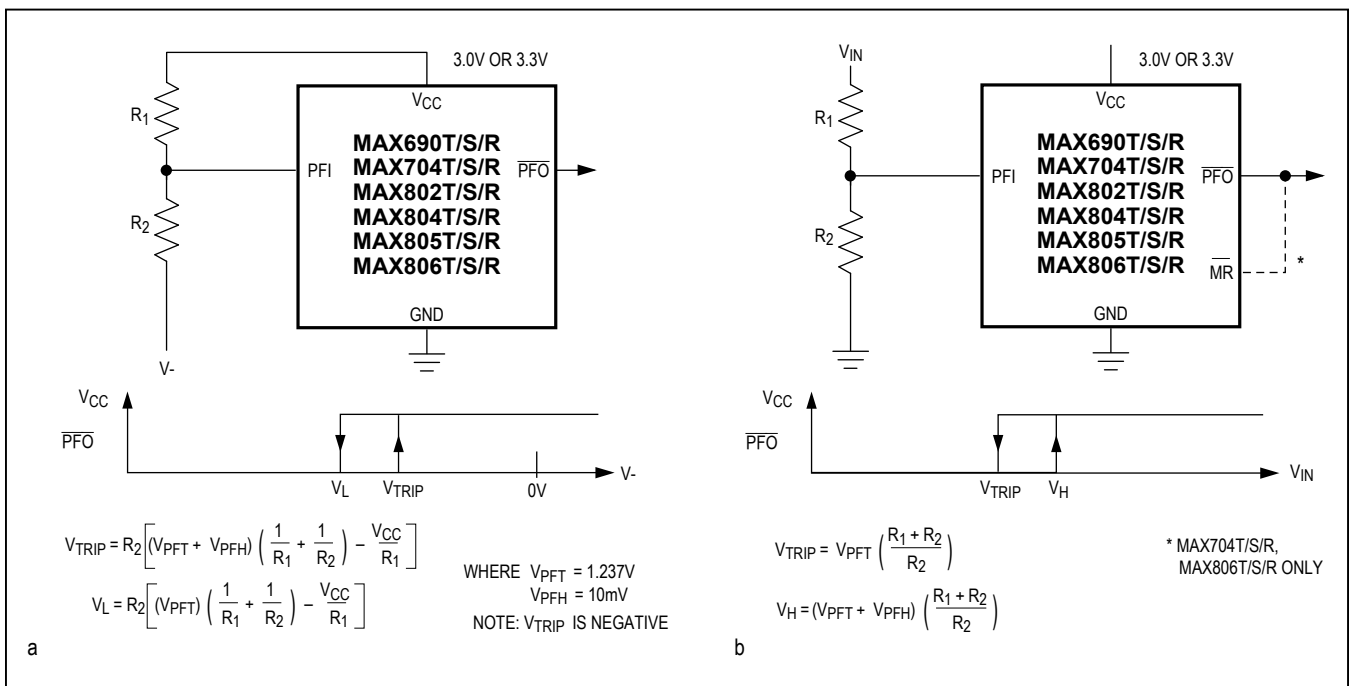 3.0V OR 3.3V
VCC
R1
R2
PFI
MAX690T/S/R
MAX704T/S/R
MAX802T/S/R
MAX804T/S/R
MAX805T/S/R
MAX806T/S/R
PFO
GND
V-
VCC
PFO
VL
VTRIP
0V
V-
VTRIP = R2 [(VPFT + VPFH) (1/R1 + 1/R2) – VCC/R1]
VL = R2 [(VPFT) (1/R1 + 1/R2) – VCC/R1]
WHERE VPFT = 1.237V
VPFH = 10mV
NOTE: VTRIP IS NEGATIVE
a
VIN
3.0V OR 3.3V
VCC
R1
R2
PFI
MAX690T/S/R
MAX704T/S/R
MAX802T/S/R
MAX804T/S/R
MAX805T/S/R
MAX806T/S/R
PFO
MR
*
GND
VCC
PFO
VTRIP
VH
VIN
VTRIP = VPFT (R1 + R2/R2)
VH = (VPFT + VPFH) (R1 + R2/R2)
* MAX704T/S/R,
MAX806T/S/R ONLY
b